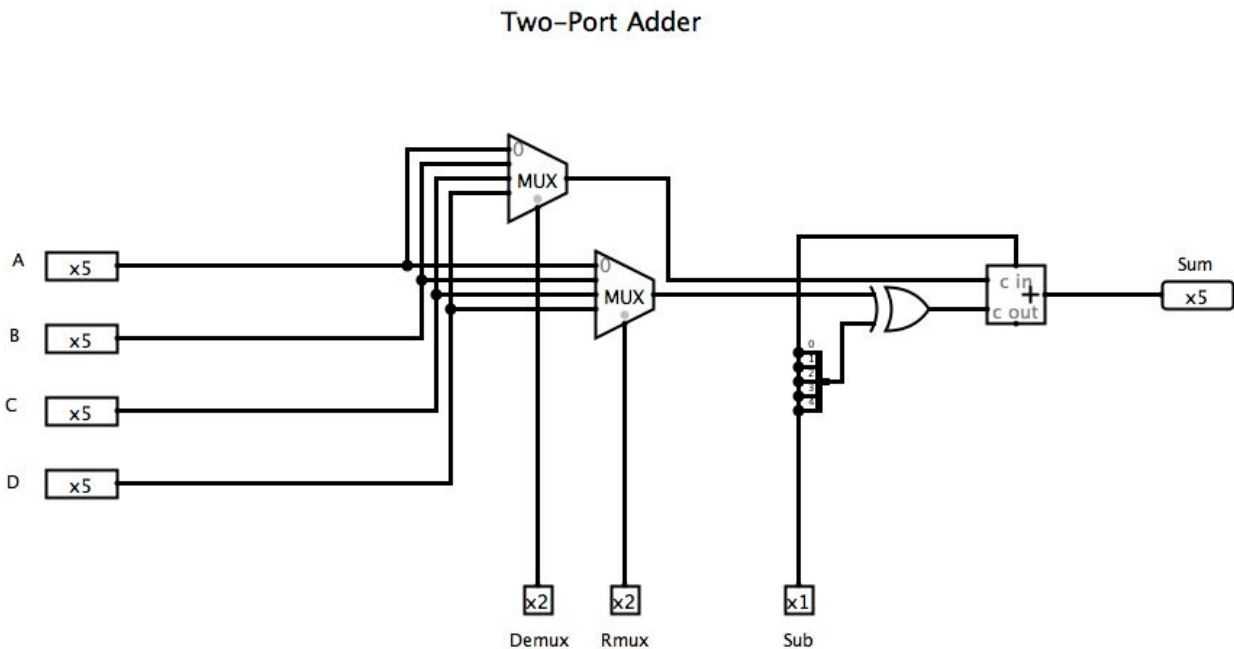 Two-Port Adder
0
MUX
A
x5
0
MUX
B
x5
C
x5
D
x5
c in
+
c out
Sum
x5
0
1
2
3
4
x2
x2
x1
Demux
Rmux
Sub